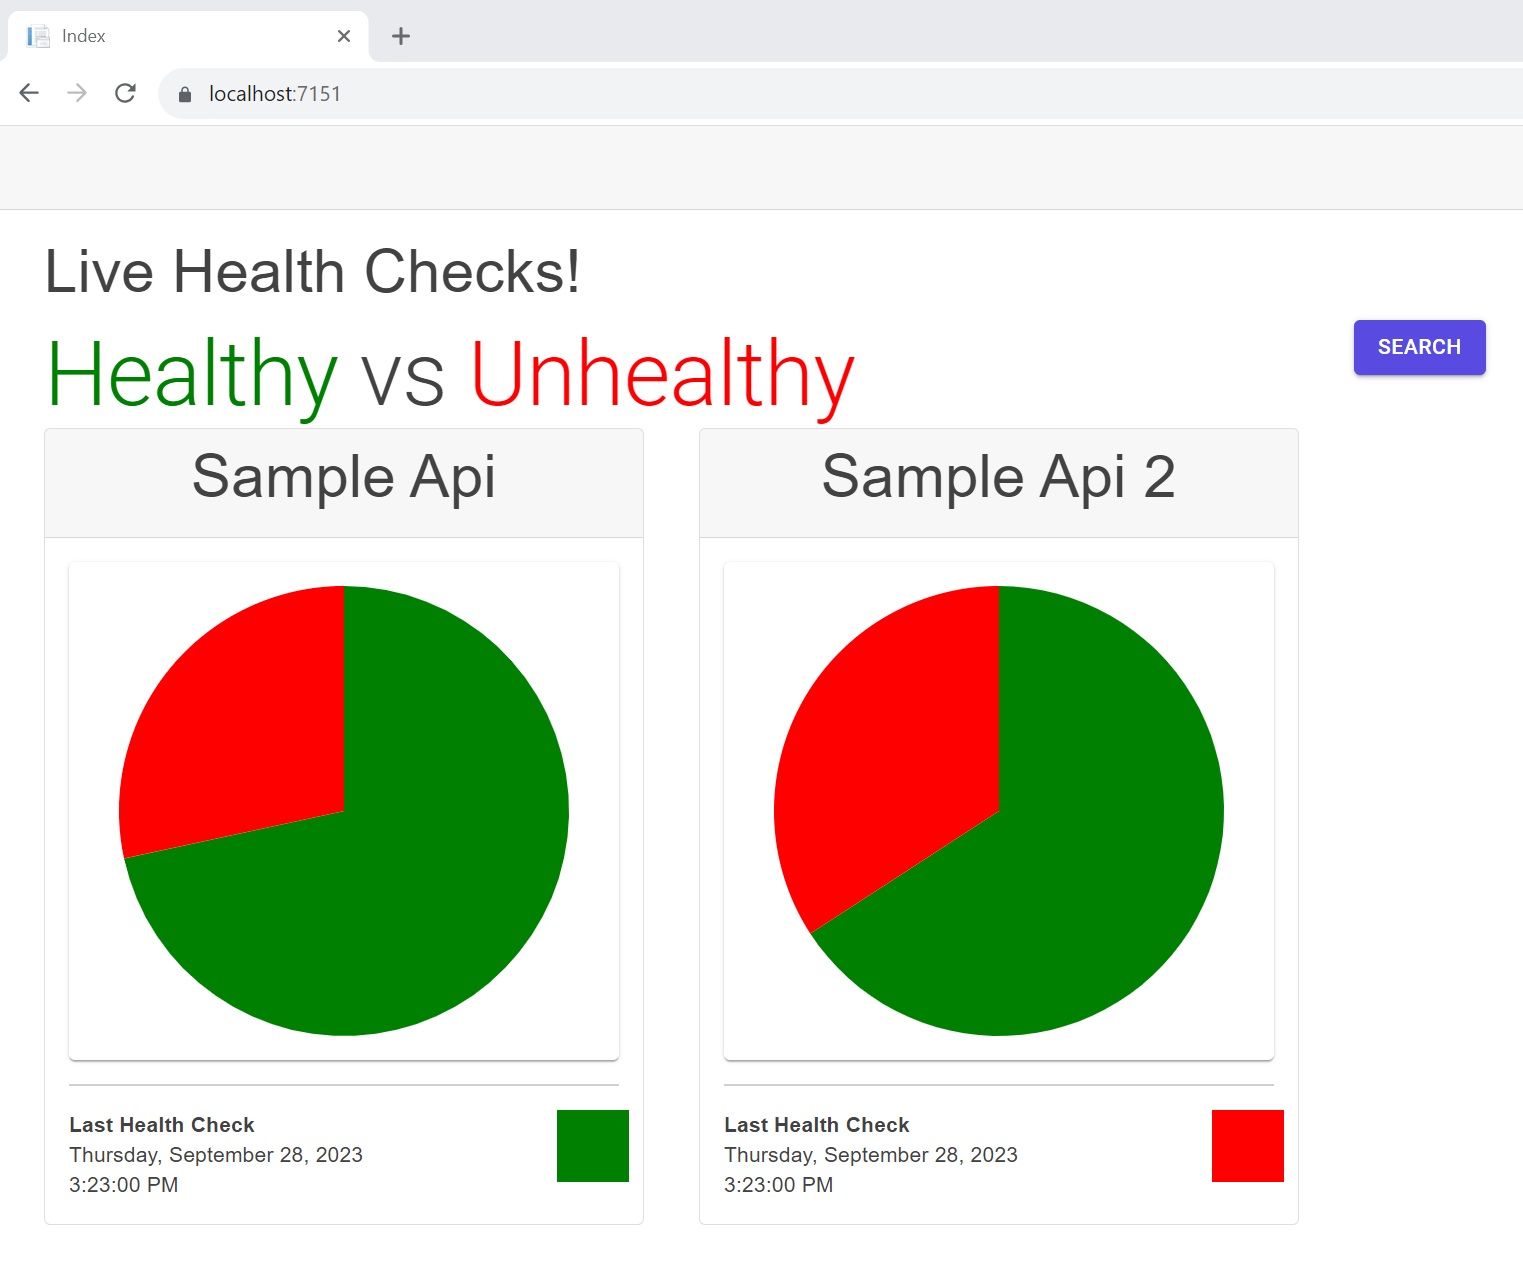 Index
localhost:7151
Live Health Checks!
Healthy vs Unhealthy
SEARCH
Sample Api
Last Health Check
Thursday, September 28, 2023
3:23:00 PM
Sample Api 2
Last Health Check
Thursday, September 28, 2023
3:23:00 PM